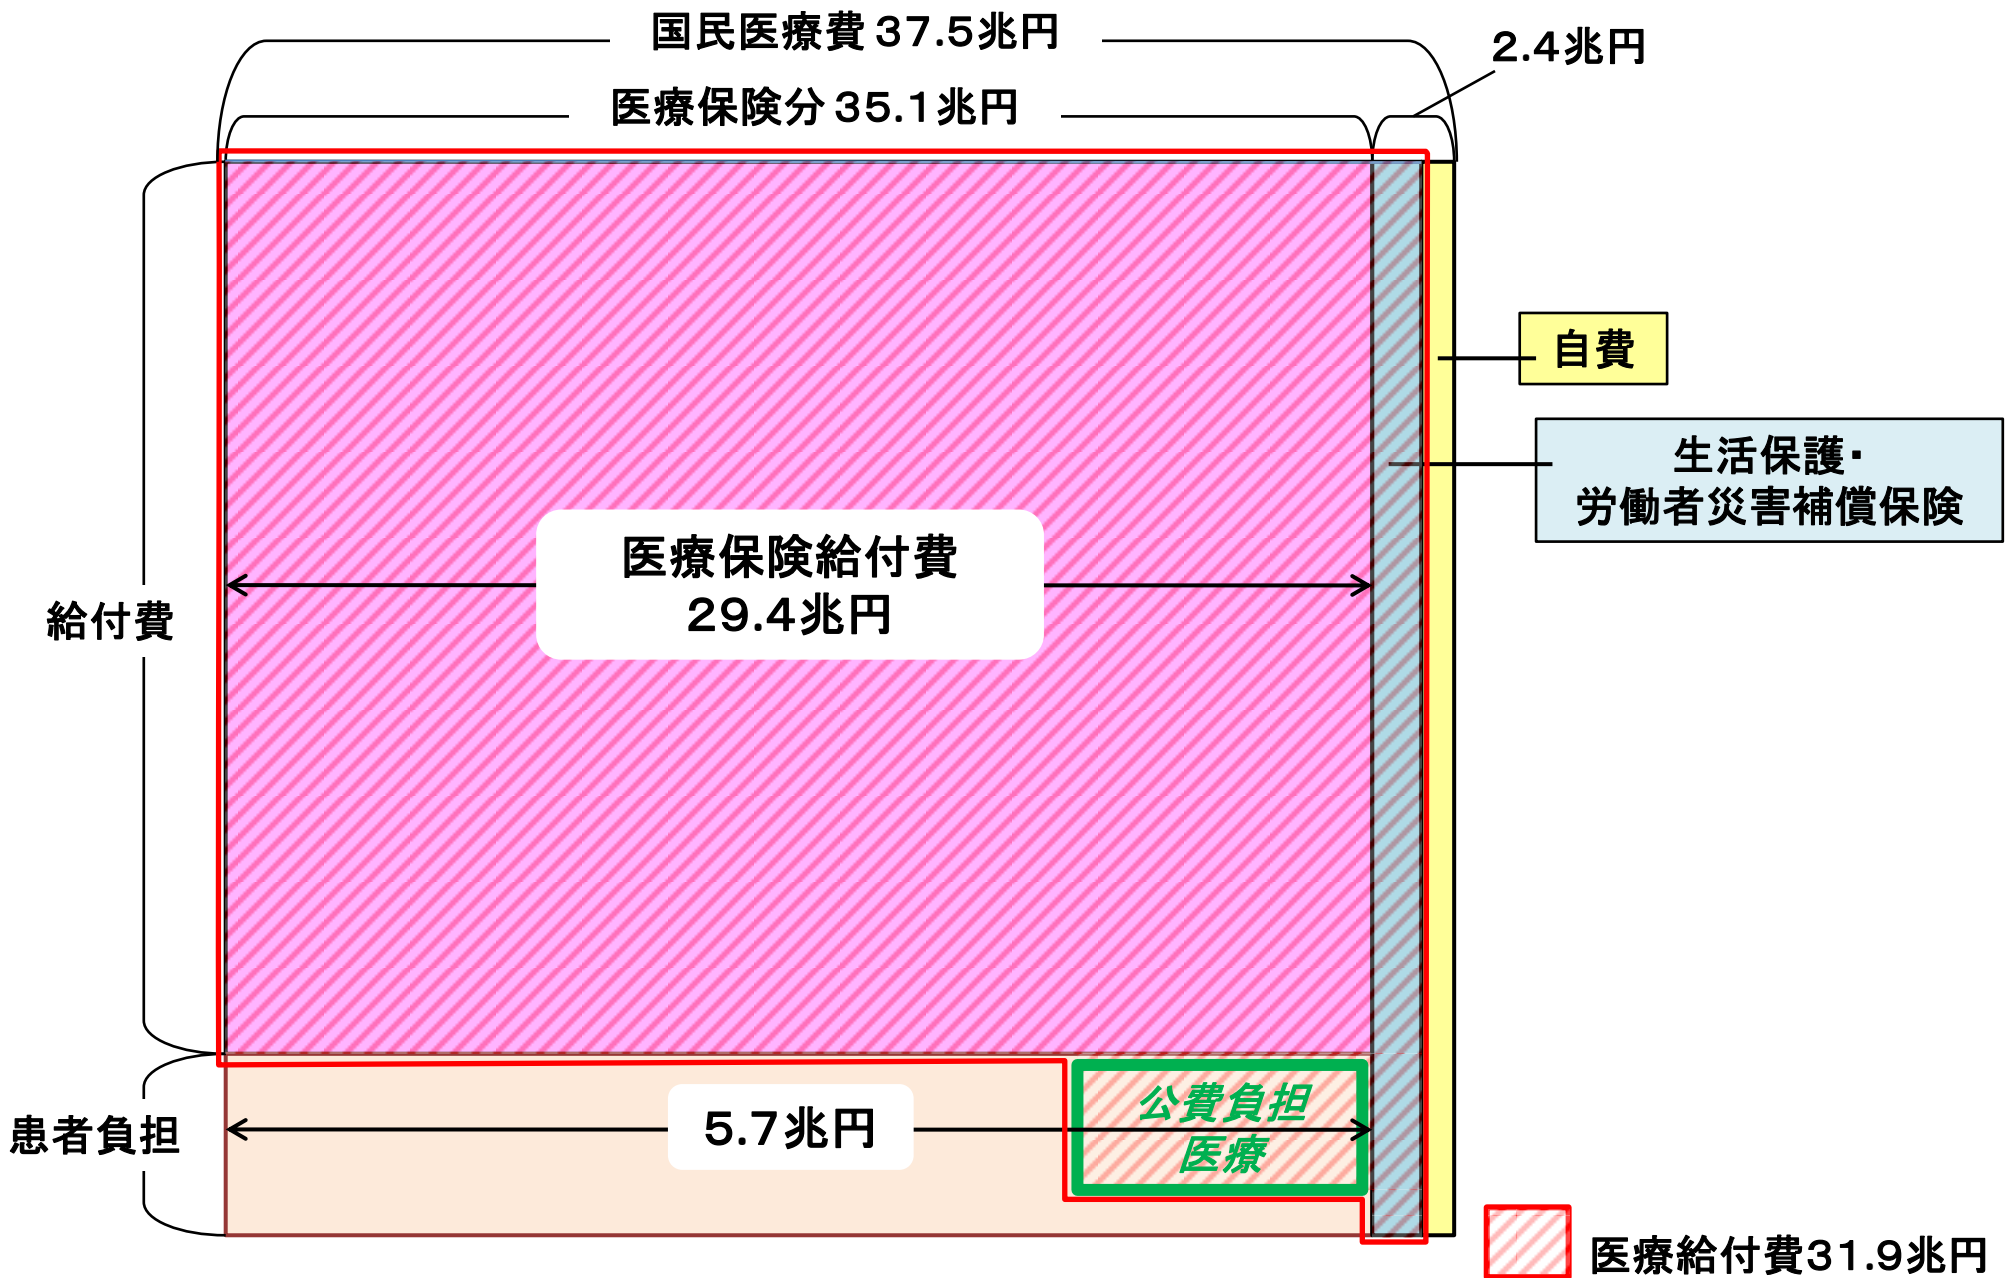 国民医療費 37.5兆円
2.4兆円
医療保険分 35.1兆円
自費
生活保護・
労働者災害補償保険
医療保険給付費
29.4兆円
給付費
公費負担
医療
5.7兆円
患者負担
医療給付費31.9兆円